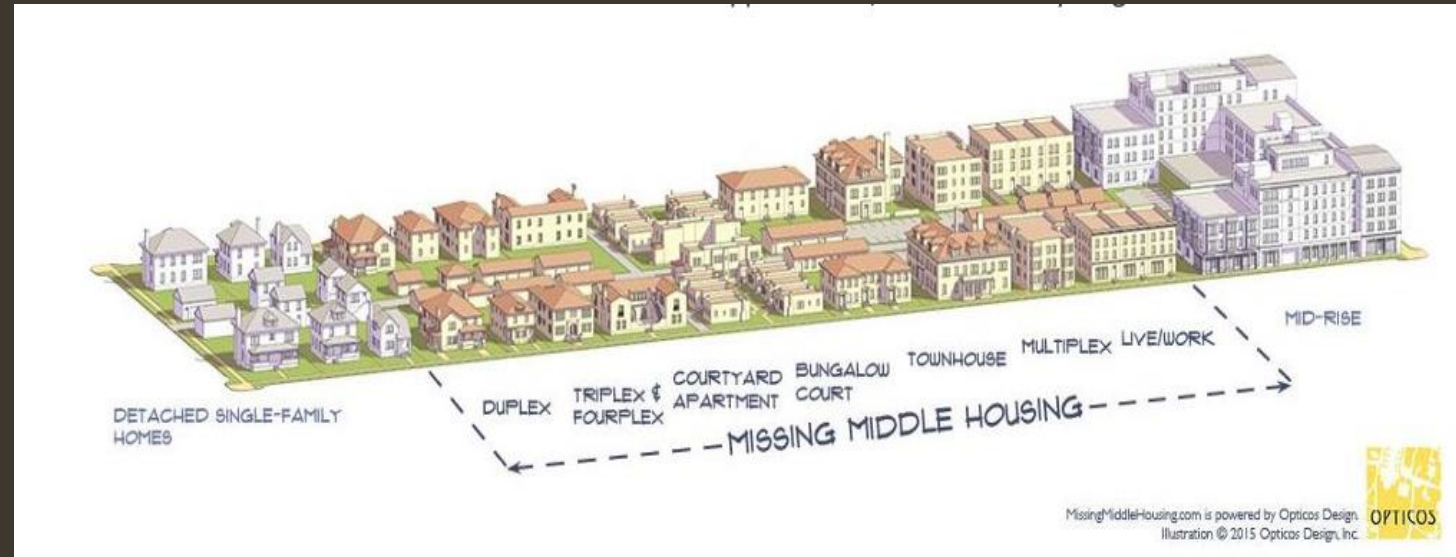 DETACHED SINGLE-FAMILY
HOMES
DUPLEX
TRIPLEX &
FOURPLEX
COURTYARD
APARTMENT
BUNGALOW
COURT
TOWNHOUSE
MULTIPLEX
LIVE/WORK
MISSING MIDDLE HOUSING
MID-RISE
MissingMiddleHousing.com is powered by Opticos Design.
Illustration © 2015 Opticos Design, Inc.
OPTICOS